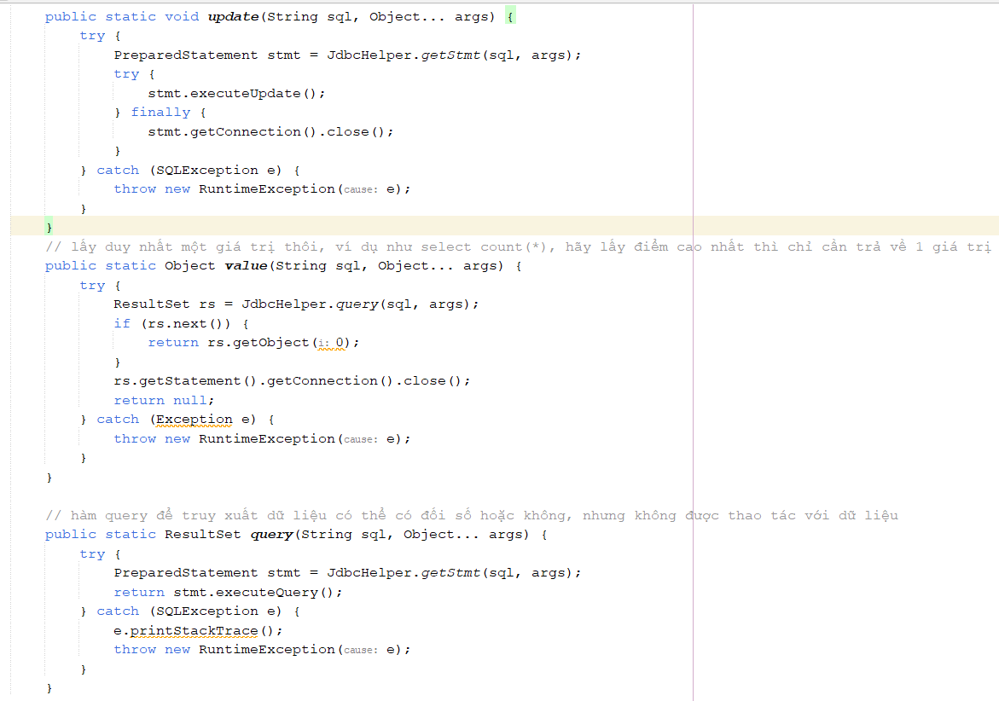 public static void update(String sql, Object... args) {
    try {
        PreparedStatement stmt = JdbcHelper.getStmt(sql, args);
        try {
            stmt.executeUpdate();
        } finally {
            stmt.getConnection().close();
        }
    } catch (SQLException e) {
        throw new RuntimeException(cause: e);
    }
}
// lấy duy nhất một giá trị thôi, ví dụ như select count(*), hãy lấy điểm cao nhất thì chỉ cần trả về 1 giá trị
public static Object value(String sql, Object... args) {
    try {
        ResultSet rs = JdbcHelper.query(sql, args);
        if (rs.next()) {
            return rs.getObject(i: 0);
        }
        rs.getStatement().getConnection().close();
        return null;
    } catch (Exception e) {
        throw new RuntimeException(cause: e);
    }
}

// hàm query để truy xuất dữ liệu có thể có đối số hoặc không, nhưng không được thao tác với dữ liệu
public static ResultSet query(String sql, Object... args) {
    try {
        PreparedStatement stmt = JdbcHelper.getStmt(sql, args);
        return stmt.executeQuery();
    } catch (SQLException e) {
        e.printStackTrace();
        throw new RuntimeException(cause: e);
    }
}